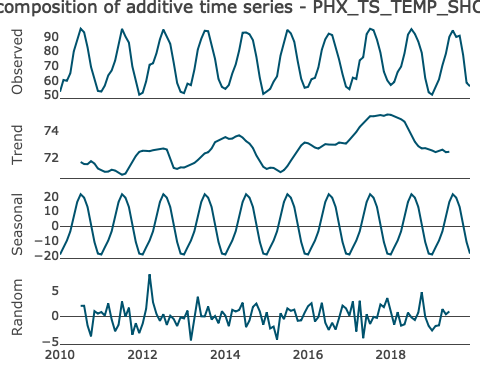 composition of additive time series - PHX_TS_TEMP_SHO
Observed
90
80
70
60
50
Trend
74
72
Seasonal
20
10
0
−10
−20
Random
5
0
−5
2010 2012 2014 2016 2018